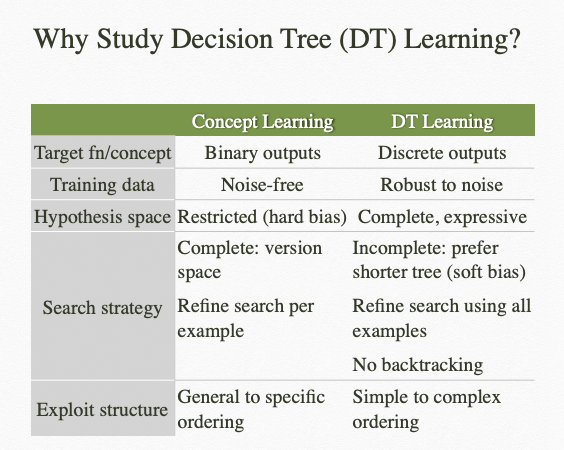 Why Study Decision Tree (DT) Learning?
Concept Learning DT Learning
Target fn/concept Binary outputs Discrete outputs
Training data Noise-free Robust to noise
Hypothesis space Restricted (hard bias) Complete, expressive
Search strategy
Complete: version
space
Refine search per
example
Incomplete: prefer
shorter tree (soft bias)
Refine search using all
examples
No backtracking
Exploit structure
General to specific
ordering
Simple to complex
ordering